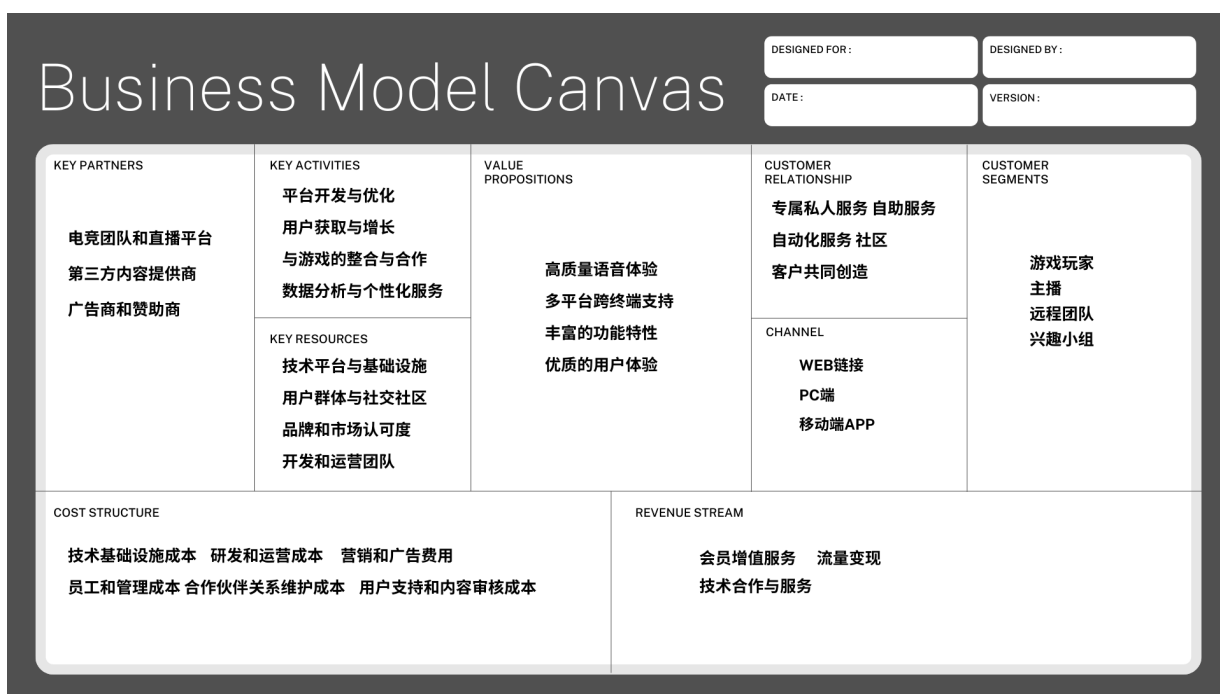 Business Model Canvas
DESIGNED FOR :
DESIGNED BY :
DATE :
VERSION :
KEY PARTNERS
电竞团队和直播平台
第三方内容提供商
广告商和赞助商
KEY ACTIVITIES
平台开发与优化
用户获取与增长
与游戏的整合与合作
数据分析与个性化服务
KEY RESOURCES
技术平台与基础设施
用户群体与社交社区
品牌和市场认可度
开发和运营团队
VALUE
PROPOSITIONS
高质量语音体验
多平台跨终端支持
丰富的功能特性
优质的用户体验
CUSTOMER
RELATIONSHIP
专属私人服务 自助服务
自动化服务 社区
客户共同创造
CHANNEL
WEB链接
PC端
移动端APP
CUSTOMER
SEGMENTS
游戏玩家
主播
远程团队
兴趣小组
COST STRUCTURE
技术基础设施成本 研发和运营成本 营销和广告费用
员工和管理成本 合作伙伴关系维护成本 用户支持和内容审核成本
REVENUE STREAM
会员增值服务 流量变现
技术合作与服务